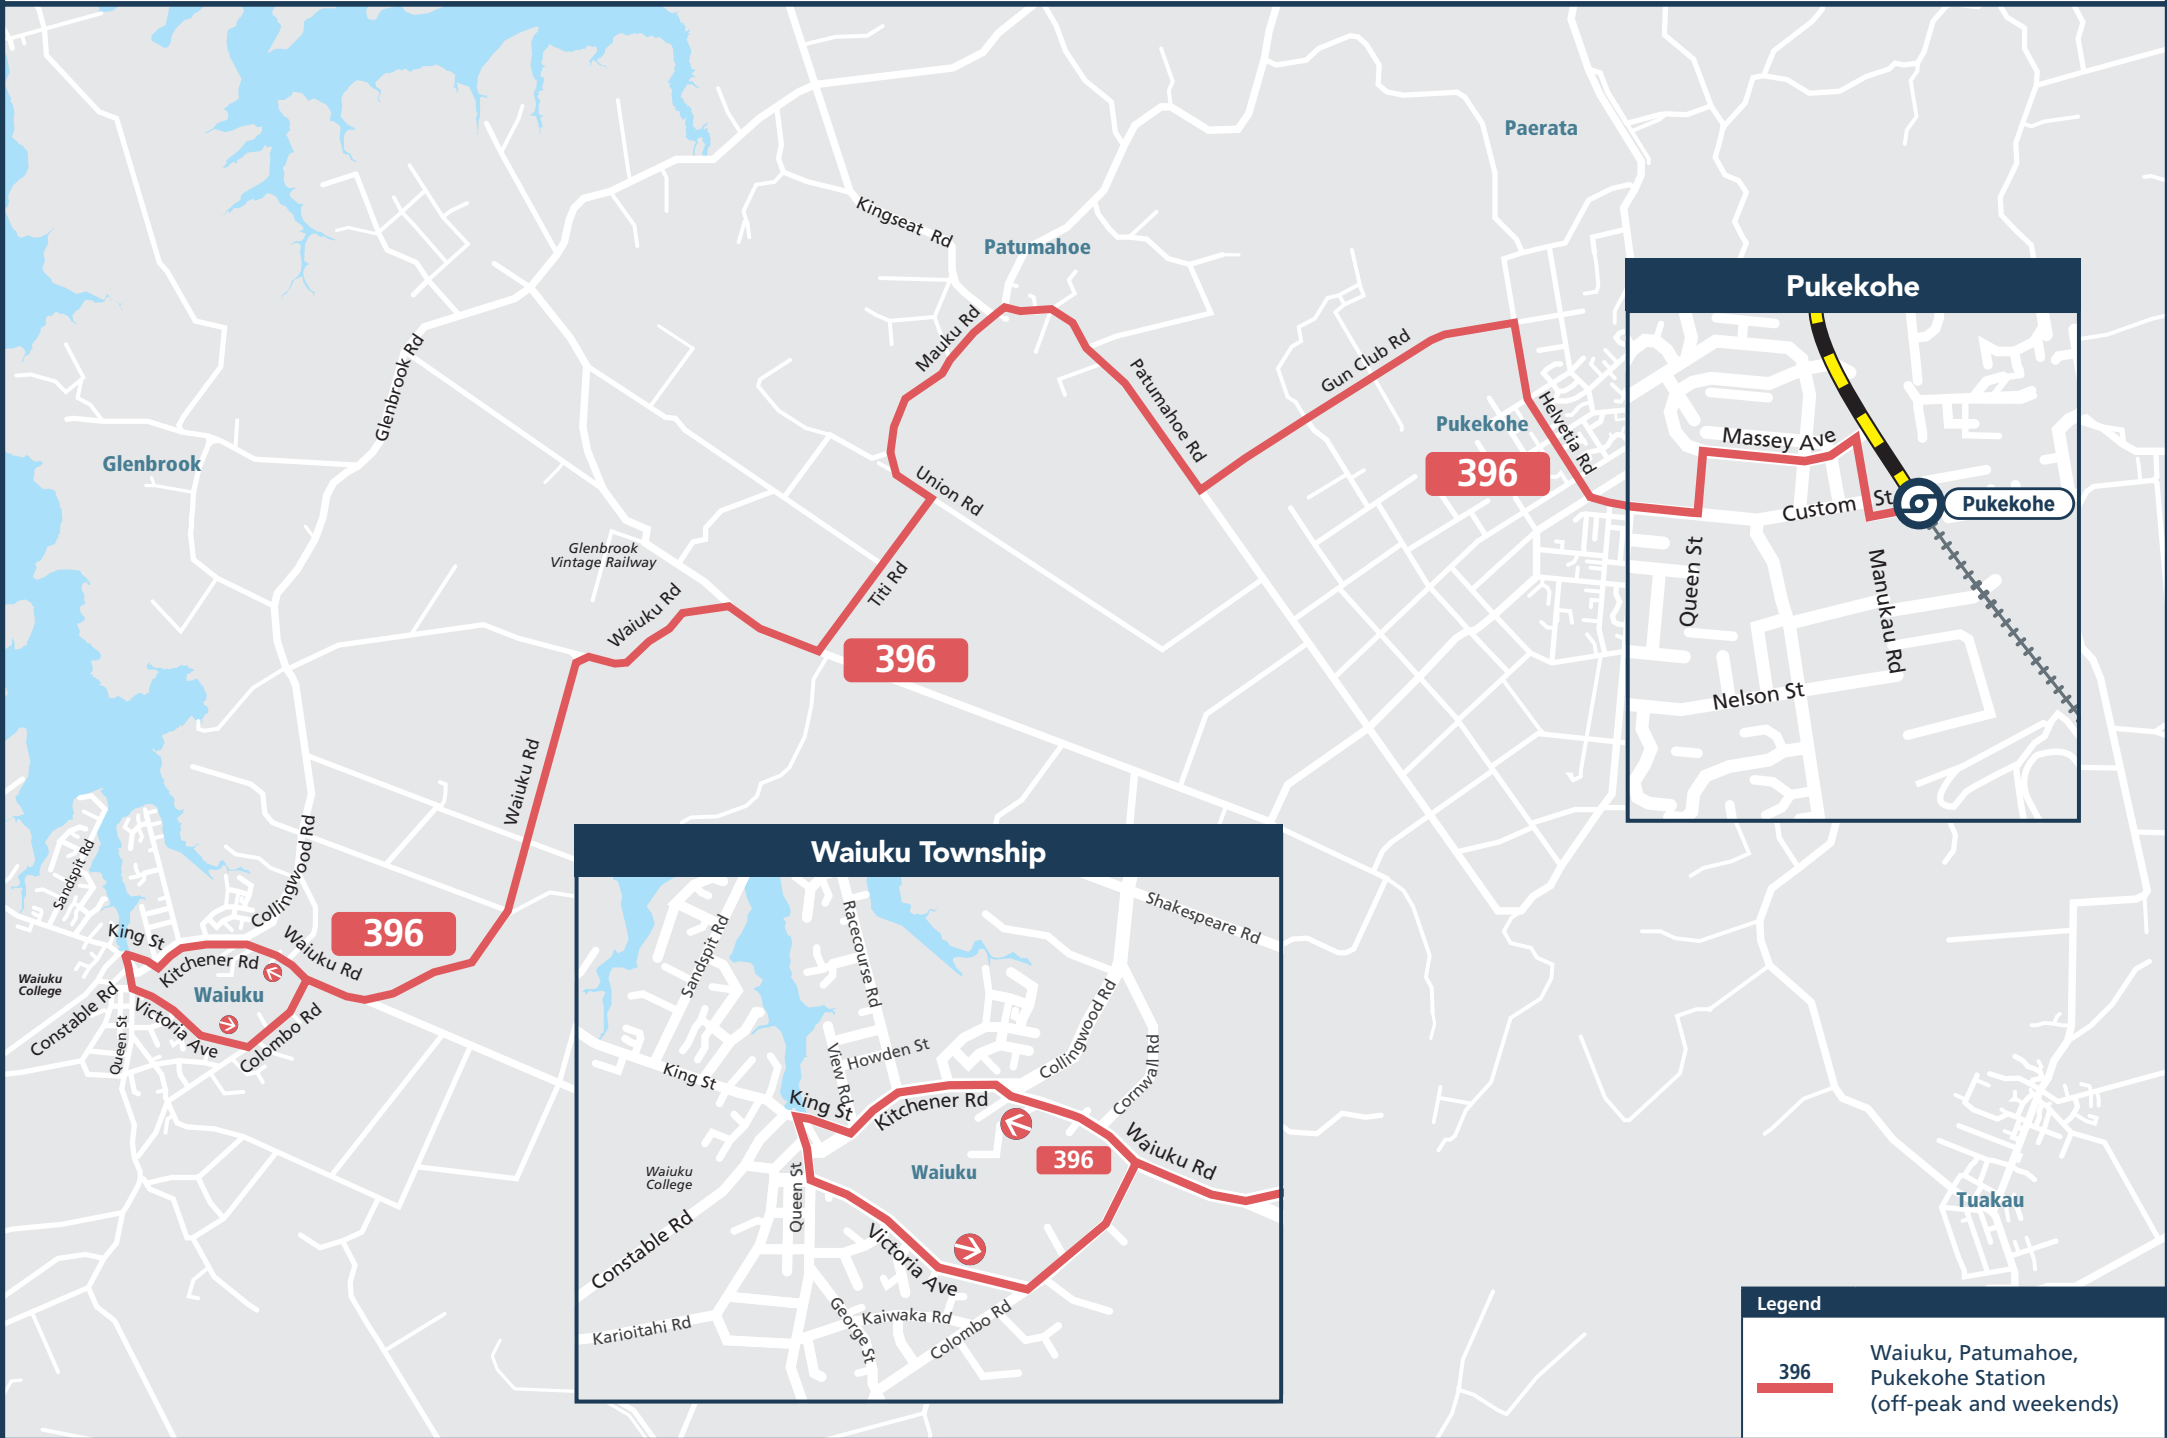 Paerata
Kingseat Rd
Patumahoe
Mauku Rd
Glenbrook Rd
Glenbrook
Patumahoe Rd
Gun Club Rd
Helvetia Rd
Pukekohe
396
Union Rd
Titi Rd
Glenbrook
Vintage Railway
Waiuku Rd
396
Waiuku Rd
Sandspit Rd
Collingwood Rd
396
King St
Kitchener Rd
Waiuku Rd
Waiuku
College
Waiuku
Constable Rd
Victoria Ave
Queen St
Colombo Rd
Tuakau
Pukekohe
Massey Ave
Custom St
Pukekohe
Queen St
Manukau Rd
Nelson St
Waiuku Township
Shakespeare Rd
Sandspit Rd
Racecourse Rd
Collingwood Rd
View Rd
Howden St
Cornwall Rd
King St
King St
Kitchener Rd
Waiuku Rd
396
Waiuku
College
Waiuku
Queen St
Constable Rd
Victoria Ave
Karioitahi Rd
George St
Kaiwaka Rd
Colombo Rd
Legend
396
Waiuku, Patumahoe,
Pukekohe Station
(off-peak and weekends)